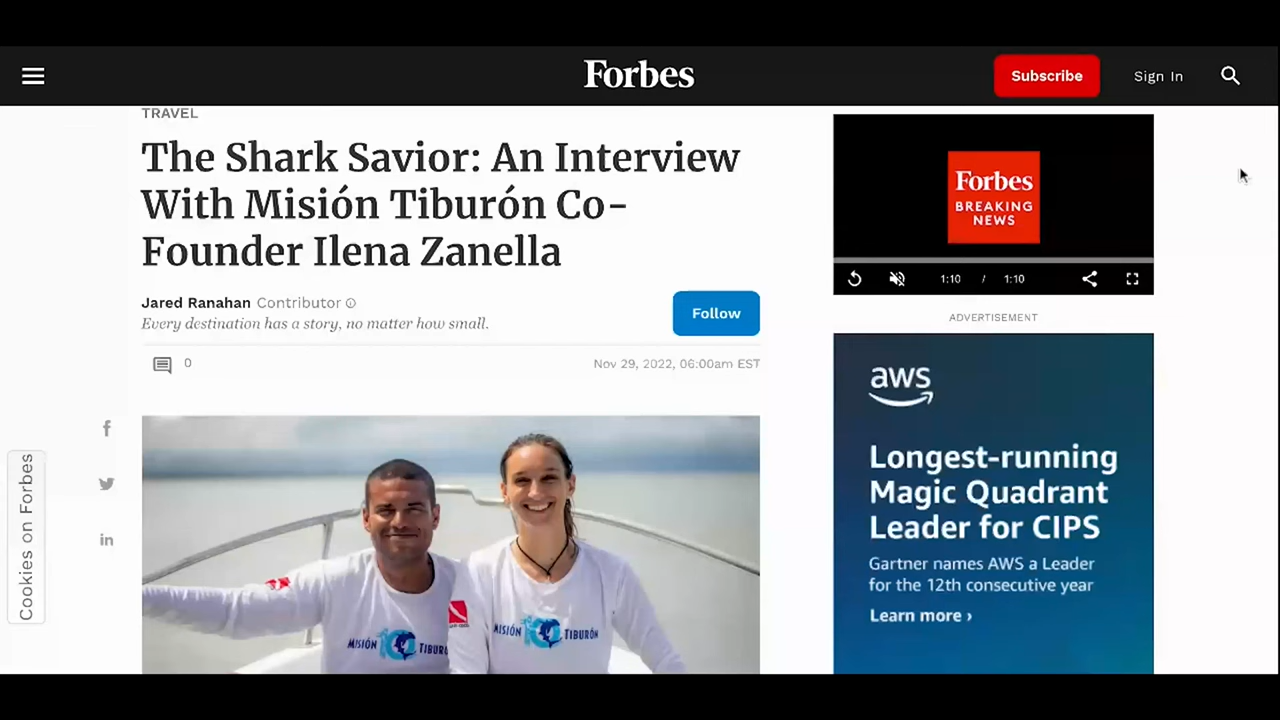 Forbes
Subscribe
Sign In
TRAVEL
The Shark Savior: An Interview
With Misión Tiburón Co-
Founder Ilena Zanella
Jared Ranahan Contributor
Every destination has a story, no matter how small.
Follow
0
Nov 29, 2022, 06:00am EST
Cookies on Forbes
MISIÓN TIBURÓ
MISIÓN TIBURÓN
Forbes
BREAKING
NEWS
1:10 / 1:10
ADVERTISEMENT
aws
Longest-running
Magic Quadrant
Leader for CIPS
Gartner names AWS a Leader
for the 12th consecutive year
Learn more ›